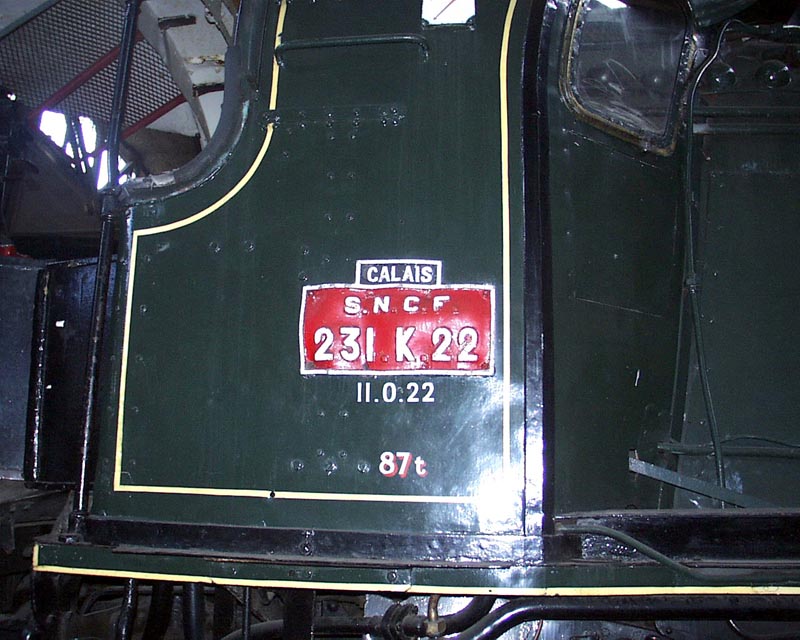 CALAIS
S.N.C.F.
231.K.22
11.0.22
87t